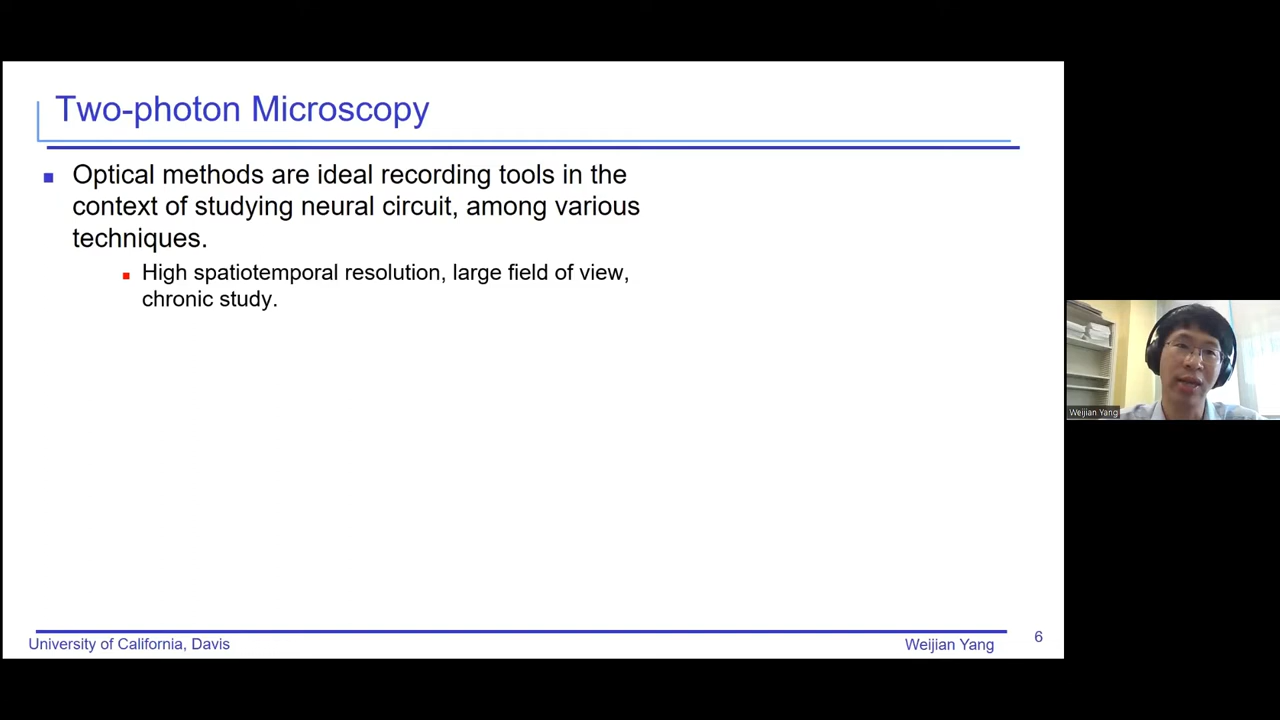 Two-photon Microscopy
Optical methods are ideal recording tools in the
context of studying neural circuit, among various
techniques.
High spatiotemporal resolution, large field of view,
chronic study.
Weijian Yang
University of California, Davis
Weijian Yang
6